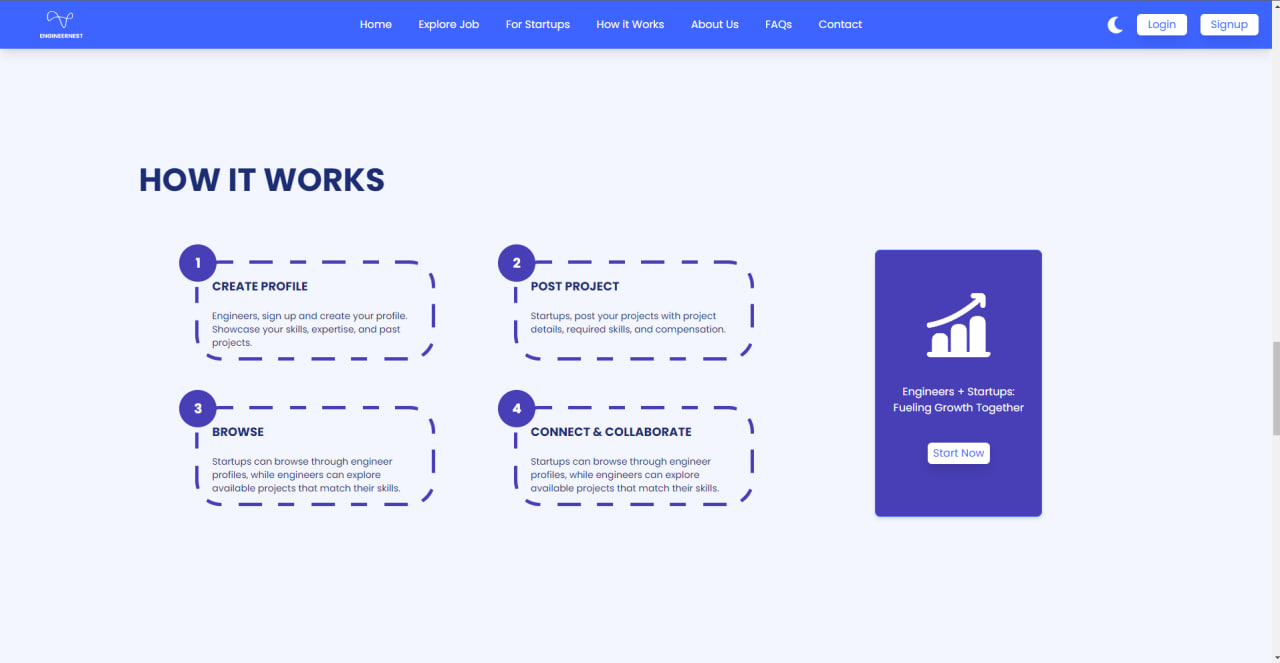 ENGINEERNEST
Home Explore Job For Startups How it Works About Us FAQs Contact
Login Signup
HOW IT WORKS
1
CREATE PROFILE
Engineers, sign up and create your profile.
Showcase your skills, expertise, and past
projects.
2
POST PROJECT
Startups, post your projects with project
details, required skills, and compensation.
3
BROWSE
Startups can browse through engineer
profiles, while engineers can explore
available projects that match their skills.
4
CONNECT & COLLABORATE
Startups can browse through engineer
profiles, while engineers can explore
available projects that match their skills.
Engineers + Startups:
Fueling Growth Together
Start Now